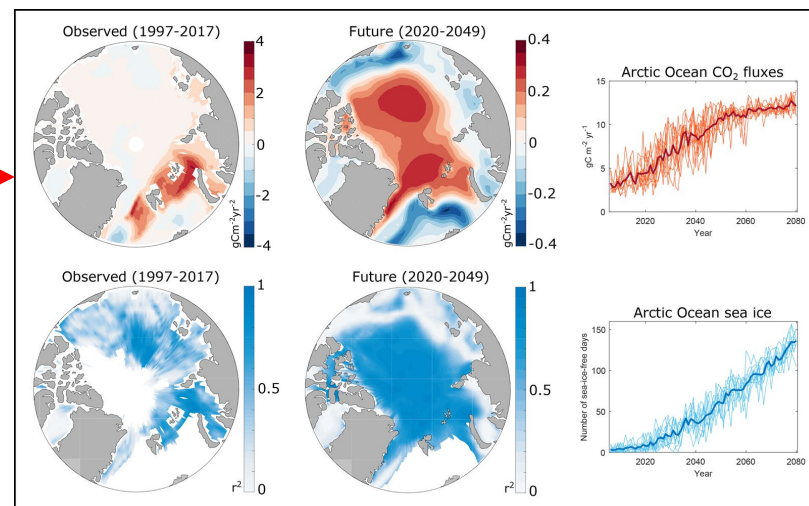 Observed (1997-2017)
4
2
0
-2
-4
gCm⁻²yr⁻²
Future (2020-2049)
0.4
0.2
0
-0.2
-0.4
gCm⁻²yr⁻²
Arctic Ocean CO₂ fluxes
15
10
5
0
gC m⁻² yr⁻¹
2020 2040 2060 2080
Year
Observed (1997-2017)
1
0.5
0
r²
Future (2020-2049)
1
0.5
0
r²
Arctic Ocean sea ice
150
100
50
0
Number of sea-ice-free days
2020 2040 2060 2080
Year